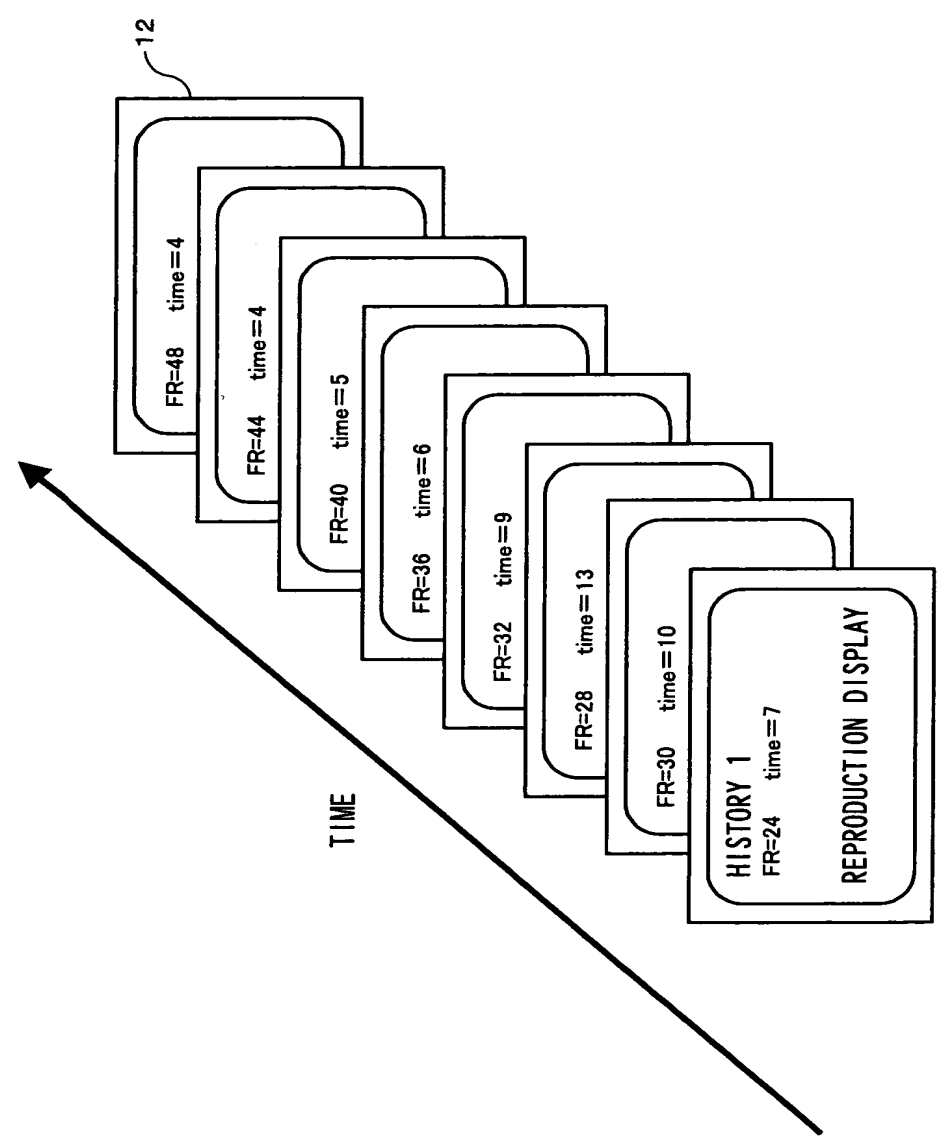 12
FR=48 time=4
FR=44 time=4
FR=40 time=5
FR=36 time=6
FR=32 time=9
FR=28 time=13
FR=30 time=10
HISTORY 1
FR=24 time=7
REPRODUCTION DISPLAY
TIME